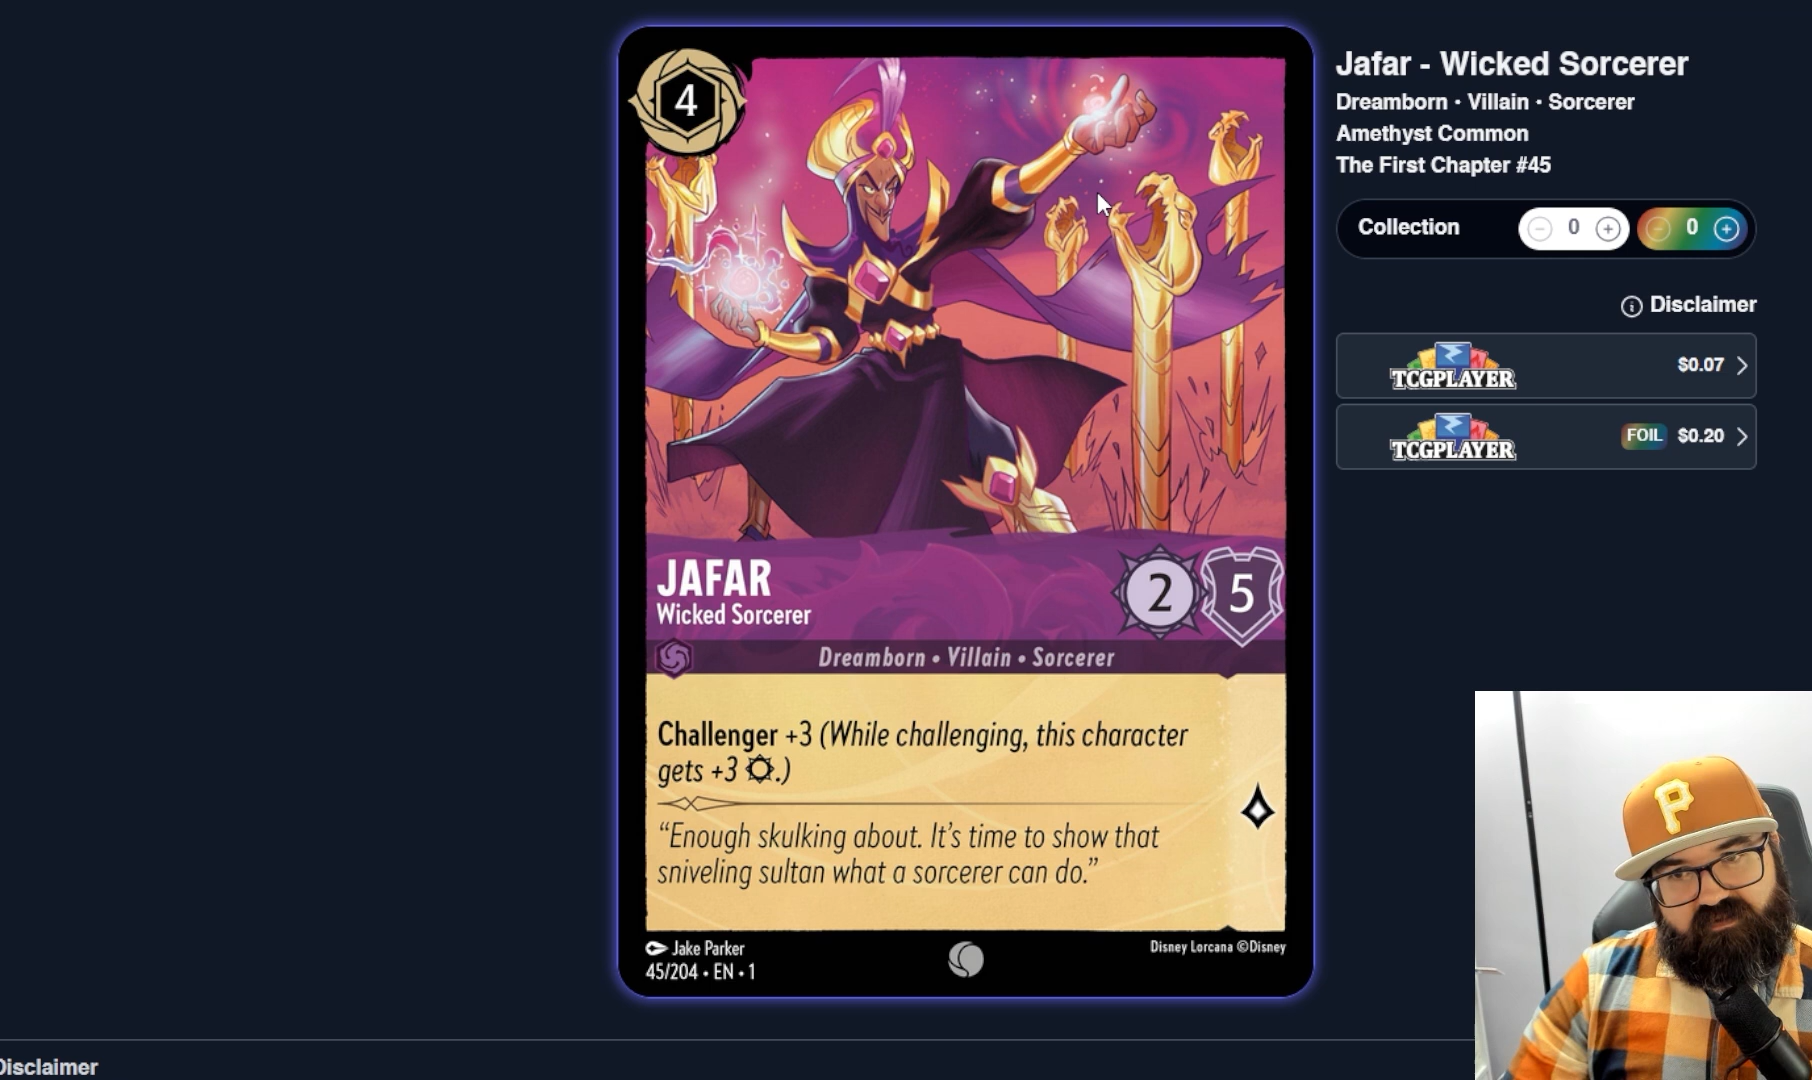 4
JAFAR
Wicked Sorcerer
2
5
Dreamborn • Villain • Sorcerer
Challenger +3 (While challenging, this character
gets +3 .)
“Enough skulking about. It’s time to show that
sniveling sultan what a sorcerer can do.”
Jake Parker
45/204 • EN • 1
Disney Lorcana ©Disney
Jafar - Wicked Sorcerer
Dreamborn • Villain • Sorcerer
Amethyst Common
The First Chapter #45
Collection
0
0
Disclaimer
TCGPLAYER
$0.07
TCGPLAYER
FOIL $0.20
P
Disclaimer